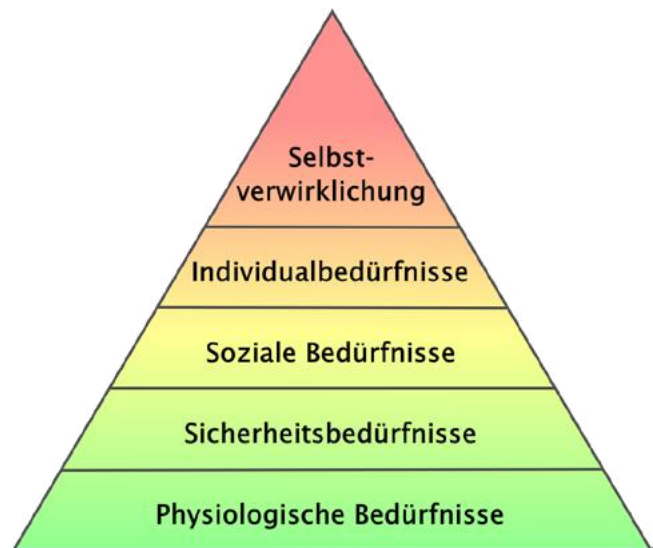 Selbst-
verwirklichung
Individualbedürfnisse
Soziale Bedürfnisse
Sicherheitsbedürfnisse
Physiologische Bedürfnisse